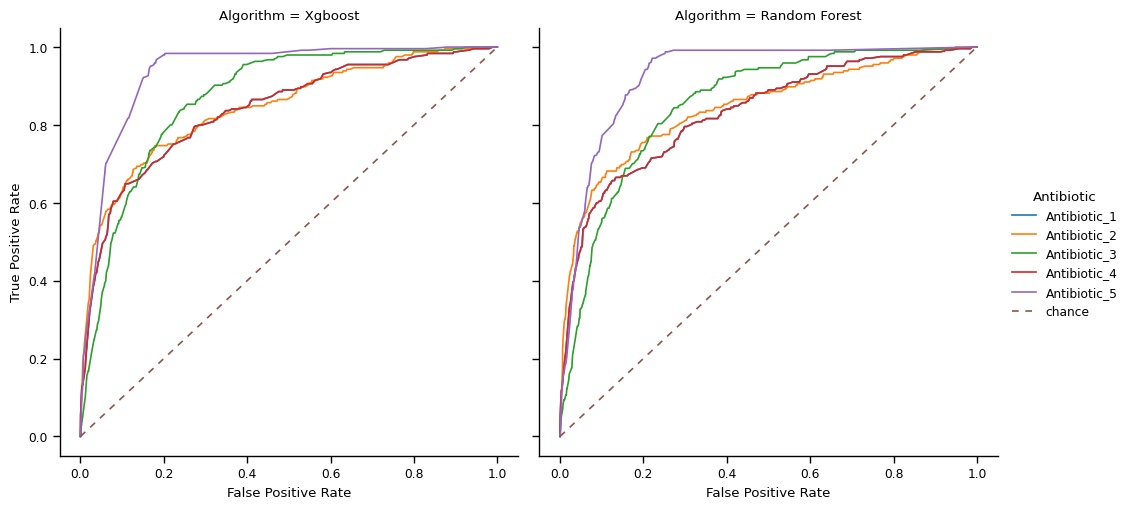 Algorithm = Xgboost
Algorithm = Random Forest
True Positive Rate
1.0
0.8
0.6
0.4
0.2
0.0
0.0 0.2 0.4 0.6 0.8 1.0
False Positive Rate
0.0 0.2 0.4 0.6 0.8 1.0
False Positive Rate
Antibiotic
Antibiotic_1
Antibiotic_2
Antibiotic_3
Antibiotic_4
Antibiotic_5
chance